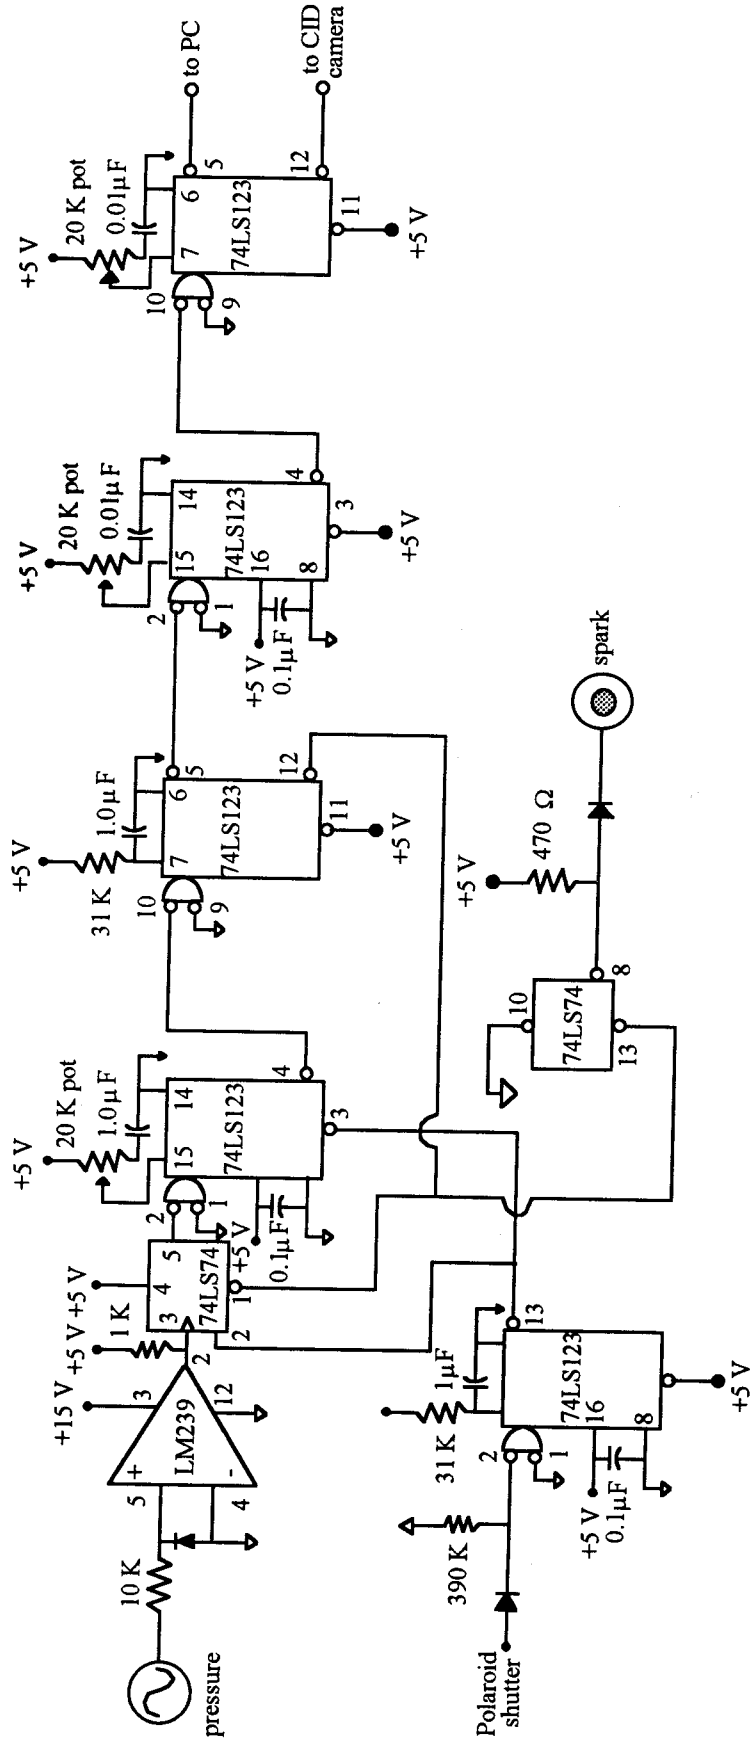 pressure
10 K
5
4
+
-
LM239
+15 V
3
12
2
+5 V
1 K
+5 V
3
4
5
74LS74
2
1
2
1
+5 V
0.1µF
+5 V
20 K pot
1.0µF
15
14
74LS123
4
3
10
9
+5 V
31 K
1.0µF
7
6
74LS123
5
12
11
+5 V
2
1
+5 V
0.1µF
+5 V
20 K pot
0.01µF
15
14
74LS123
16
8
4
3
+5 V
10
9
+5 V
20 K pot
0.01µF
7
6
74LS123
5
12
11
+5 V
to PC
to CID
camera
Polaroid
shutter
390 K
2
1
31 K
1µF
13
74LS123
16
8
+5 V
0.1µF
+5 V
10
74LS74
13
8
+5 V
470 Ω
spark